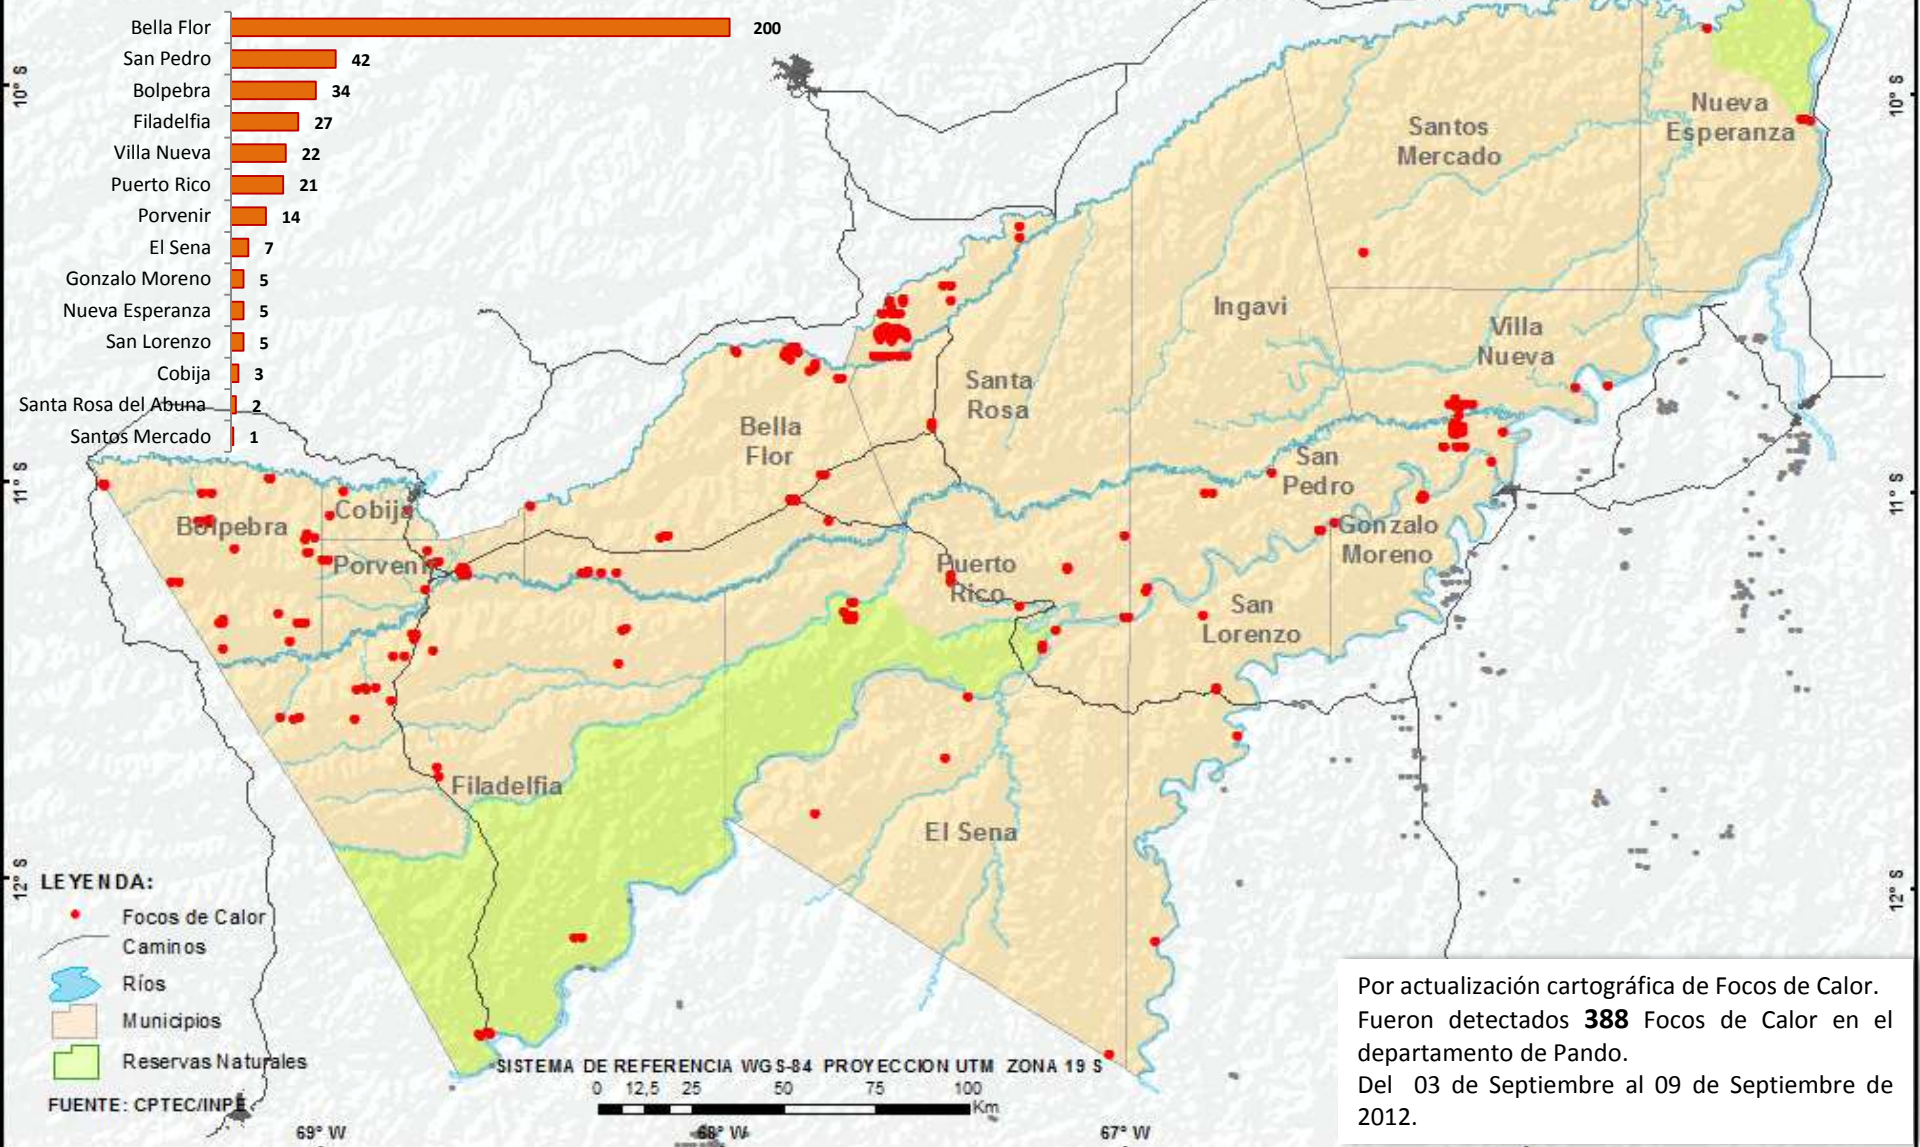 Bella Flor 200
San Pedro 42
Bolpebra 34
Filadelfia 27
Villa Nueva 22
Puerto Rico 21
Porvenir 14
El Sena 7
Gonzalo Moreno 5
Nueva Esperanza 5
San Lorenzo 5
Cobija 3
Santa Rosa del Abuna 2
Santos Mercado 1
10° S
11° S
12° S
10° S
11° S
12° S
Nueva
Esperanza
Santos
Mercado
Ingavi
Villa
Nueva
Santa
Rosa
Bella
Flor
San
Pedro
Gonzalo
Moreno
Cobija
Bolpebra
Porvenir
Puerto
Rico
San
Lorenzo
Filadelfia
El Sena
LEYENDA:
Focos de Calor
Caminos
Ríos
Municipios
Reservas Naturales
FUENTE: CPTEC/INPE
SISTEMA DE REFERENCIA WGS-84 PROYECCION UTM ZONA 19 S
0 12,5 25 50 75 100
Km
69° W
68° W
67° W
Por actualización cartográfica de Focos de Calor.
Fueron detectados 388 Focos de Calor en el
departamento de Pando.
Del 03 de Septiembre al 09 de Septiembre de
2012.